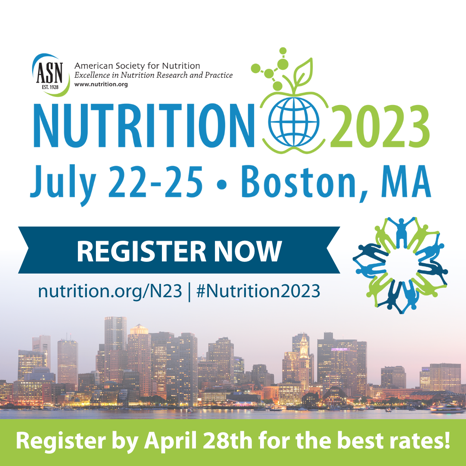 ASN
EST. 1928
American Society for Nutrition
Excellence in Nutrition Research and Practice
www.nutrition.org
NUTRITION 2023
July 22-25 • Boston, MA
REGISTER NOW
nutrition.org/N23 | #Nutrition2023
Register by April 28th for the best rates!